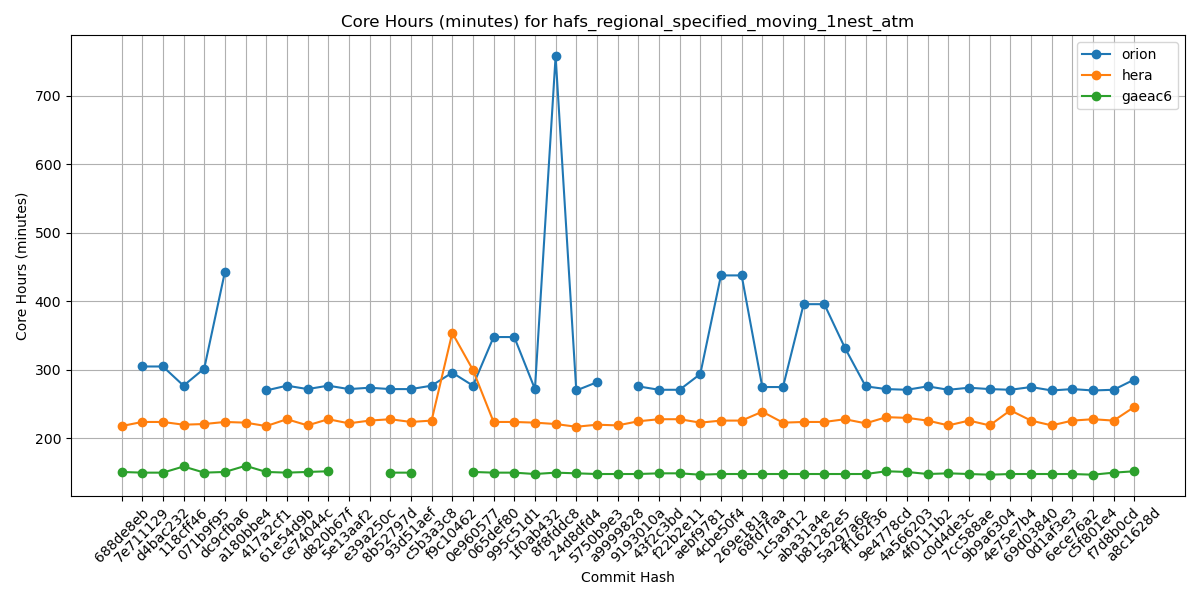 Core Hours (minutes) for hafs_regional_specified_moving_1nest_atm
orion
hera
gaeac6
Core Hours (minutes)
700
600
500
400
300
200
688de8eb
7e711129
d4bac232
118cff46
071b9f95
dc9cfba6
a180bbe4
417a2cf1
61e54d9b
ce74044c
d820b67f
5e13aaf2
e39a250c
8b52797d
93d51aef
c5b3a3c8
f9c10462
0e960577
065def80
995c51d1
1f0ab432
8f8fddc8
24d8dfd4
5750b9e3
a9999828
9193010a
43f253bd
f22b2e11
aebf9781
4cbe50f4
269e181a
68fd7faa
1c5a9f12
aba31a4e
b81282e5
5a297a6e
ff162f36
9e4778cd
4a566203
4f011b2
c0d4de3c
7cc588ae
9b9a6304
4e75e7b4
69d03840
0d1af3e3
6ece76a2
c5f801e4
f7d8b0cd
a8c1628d
Commit Hash